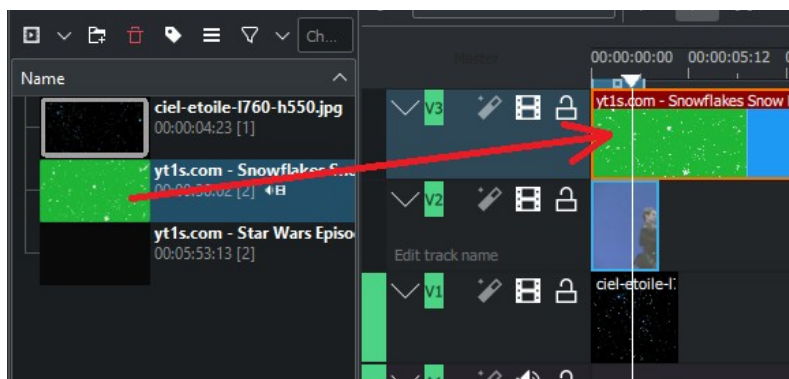 Ch...
Name
ciel-etoile-l760-h550.jpg
00:00:04:23 [1]
yt1s.com - Snowflakes Sno
00:00:30:02 [2]
yt1s.com - Star Wars Episo
00:05:53:13 [2]
Master
00:00:00:00 00:00:05:12
V3
yt1s.com - Snowflakes Snow
V2
Edit track name
V1
ciel-etoile-l